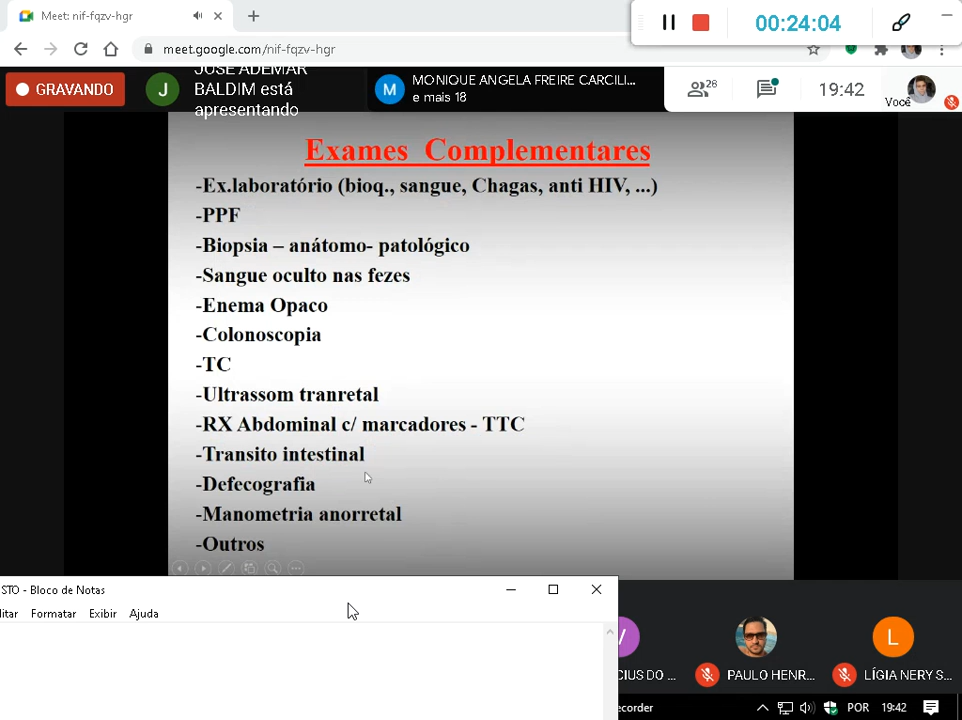 Meet: nif-fqzv-hgr
00:24:04
meet.google.com/nif-fqzv-hgr
GRAVANDO
J
JOSÉ ADEMAR
BALDIM está
apresentando
M
MONIQUE ANGELA FREIRE CARCILI...
e mais 18
28
19:42
Você
Exames Complementares
-Ex.laboratório (bioq., sangue, Chagas, anti HIV, ...)
-PPF
-Biopsia – anátomo- patológico
-Sangue oculto nas fezes
-Enema Opaco
-Colonoscopia
-TC
-Ultrassom tranretal
-RX Abdominal c/ marcadores - TTC
-Transito intestinal
-Defecografia
-Manometria anorretal
-Outros
STO - Bloco de Notas
itar Formatar Exibir Ajuda
V
L
CIUS DO ...
PAULO HENR...
LÍGIA NERY S...
ecorder
POR
19:42